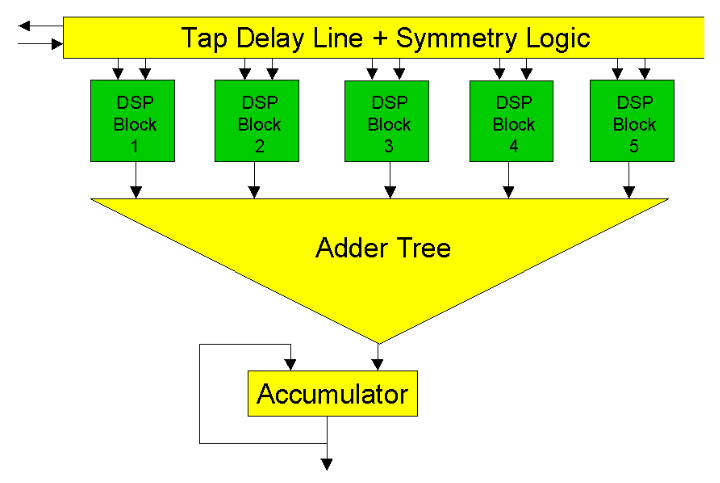 Tap Delay Line + Symmetry Logic
DSP
Block
1
DSP
Block
2
DSP
Block
3
DSP
Block
4
DSP
Block
5
Adder Tree
Accumulator